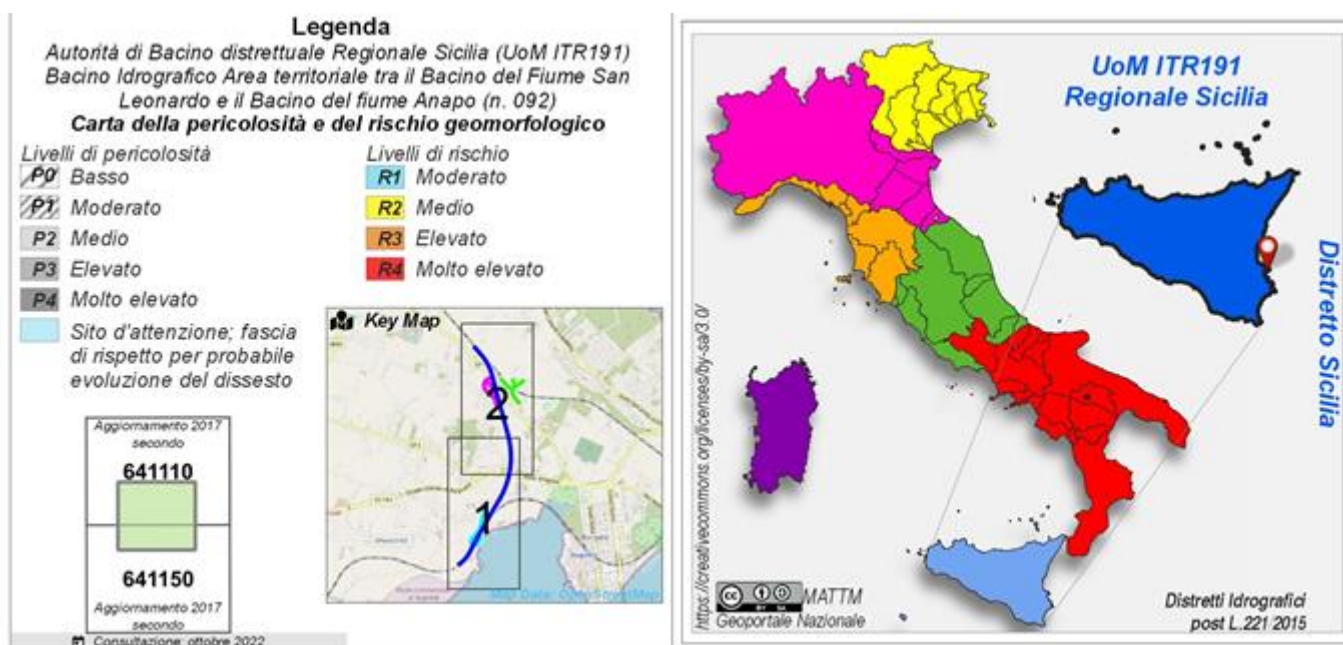 Legenda
Autorità di Bacino distrettuale Regionale Sicilia (UoM ITR191)
Bacino Idrografico Area territoriale tra il Bacino del Fiume San
Leonardo e il Bacino del fiume Anapo (n. 092)
Carta della pericolosità e del rischio geomorfologico
Livelli di pericolosità
P0 Basso
P1 Moderato
P2 Medio
P3 Elevato
P4 Molto elevato
Sito d'attenzione; fascia
di rispetto per probabile
evoluzione del dissesto
Livelli di rischio
R1 Moderato
R2 Medio
R3 Elevato
R4 Molto elevato
Key Map
2
1
Map Data: OpenStreetMap
Aggiornamento 2017
secondo
641110
641150
Aggiornamento 2017
secondo
Consultazione: ottobre 2022
UoM ITR191
Regionale Sicilia
Distretto Sicilia
https://creativecommons.org/licenses/by-sa/3.0/
cc
BY SA
MATTM
Geoportale Nazionale
Distretti Idrografici
post L.221 2015